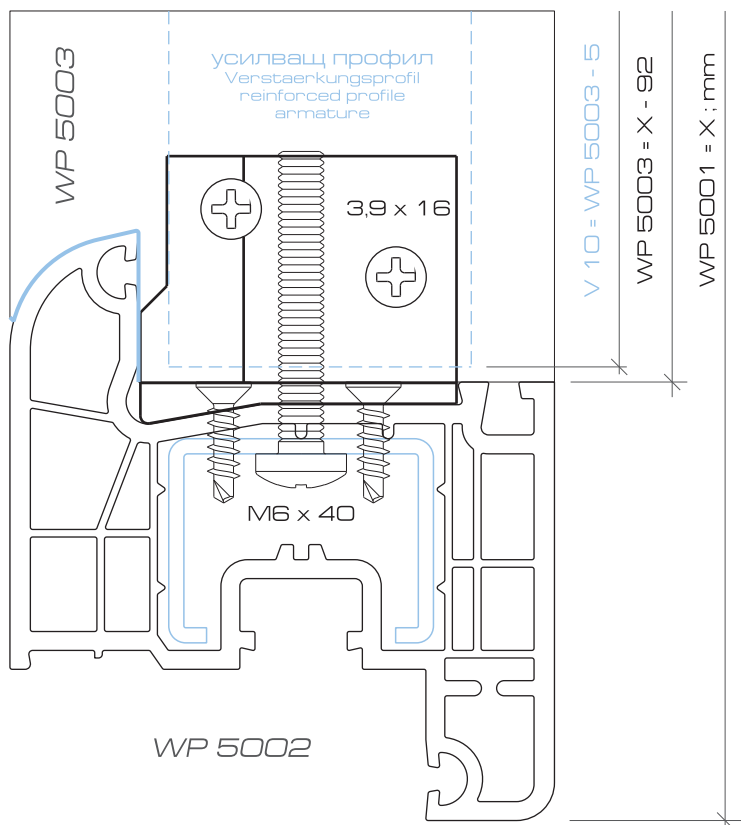 WP 5003
усилващ профил
Verstaerkungsprofil
reinforced profile
armature
3,9 x 16
M6 x 40
WP 5002
V 10 = WP 5003 - 5
WP 5003 = X - 92
WP 5001 = X ; mm